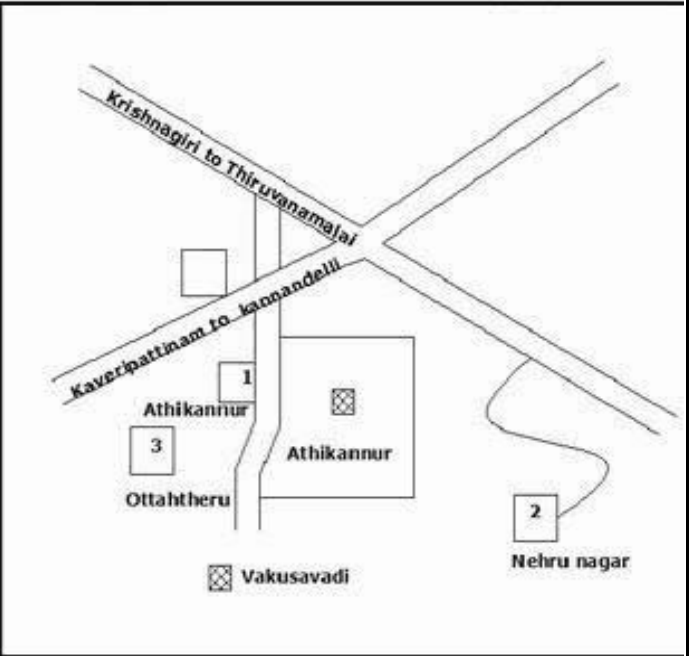 Krishnagiri to Thiruvanamalai
Kaveripattinam to kannandelli
1
Athikannur
3
Athikannur
Ottahtheru
2
Nehru nagar
Vakusavadi